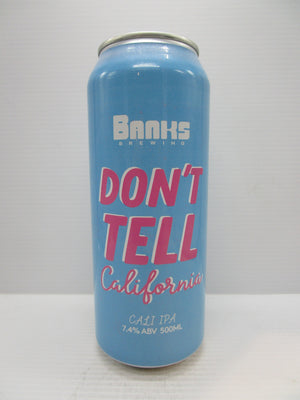 BANKS
BREWING
DON'T
TELL
California
CALI IPA
7.4% ABV 500ML